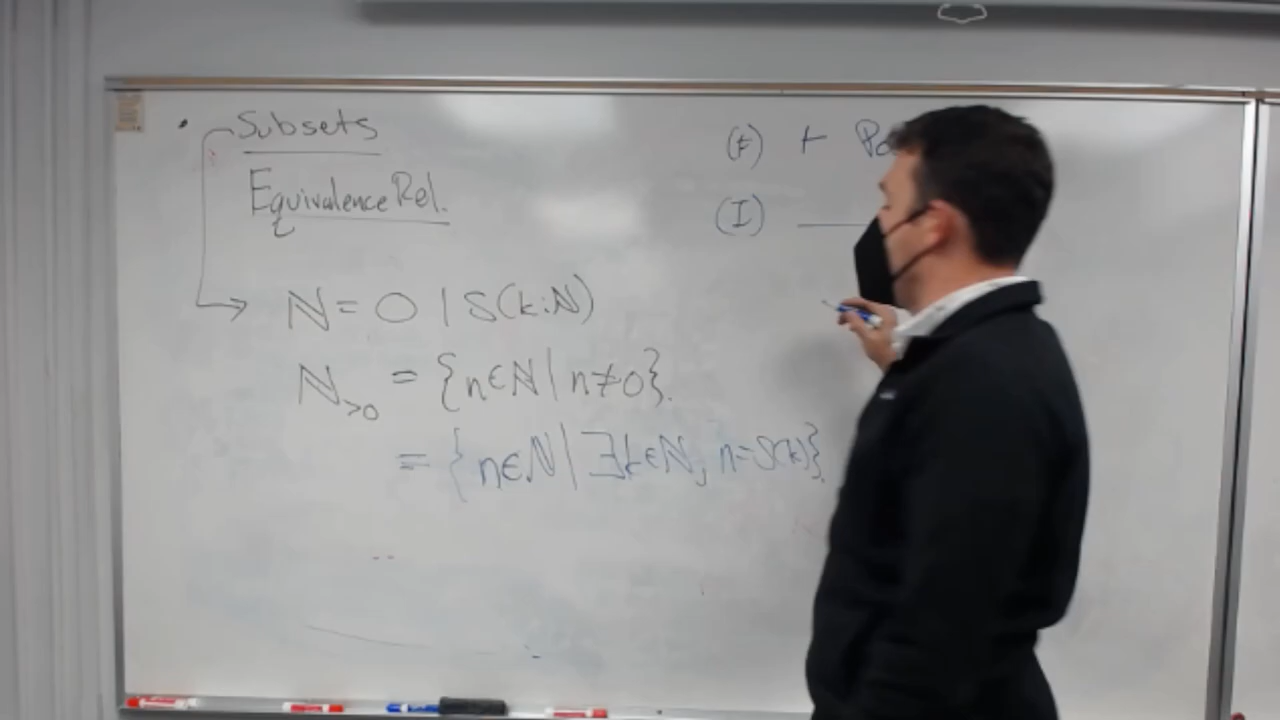 • Subsets
Equivalence Rel.
ℕ = 0 | S(k:ℕ)
ℕ>0 = {n∈ℕ | n≠0}.
= {n∈ℕ | ∃k∈ℕ, n=S(k)}.
(F) ⊢
(I)